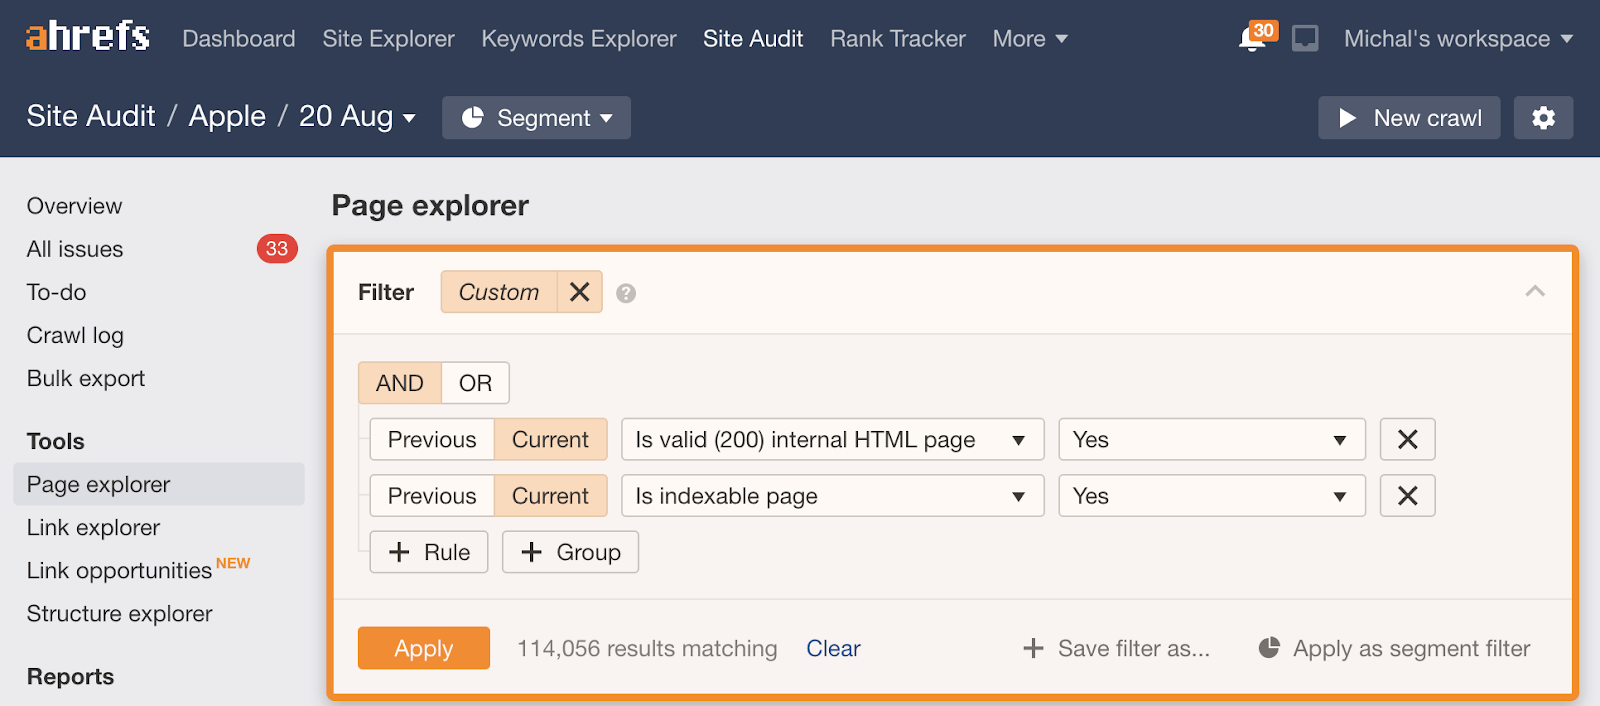 ahrefs Dashboard Site Explorer Keywords Explorer Site Audit Rank Tracker More 30 Michal's workspace
Site Audit / Apple / 20 Aug Segment New crawl
Overview
All issues 33
To-do
Crawl log
Bulk export
Tools
Page explorer
Link explorer
Link opportunities NEW
Structure explorer
Reports
Page explorer
Filter Custom ?
AND OR
Previous Current Is valid (200) internal HTML page Yes
Previous Current Is indexable page Yes
+ Rule + Group
Apply 114,056 results matching Clear + Save filter as... Apply as segment filter